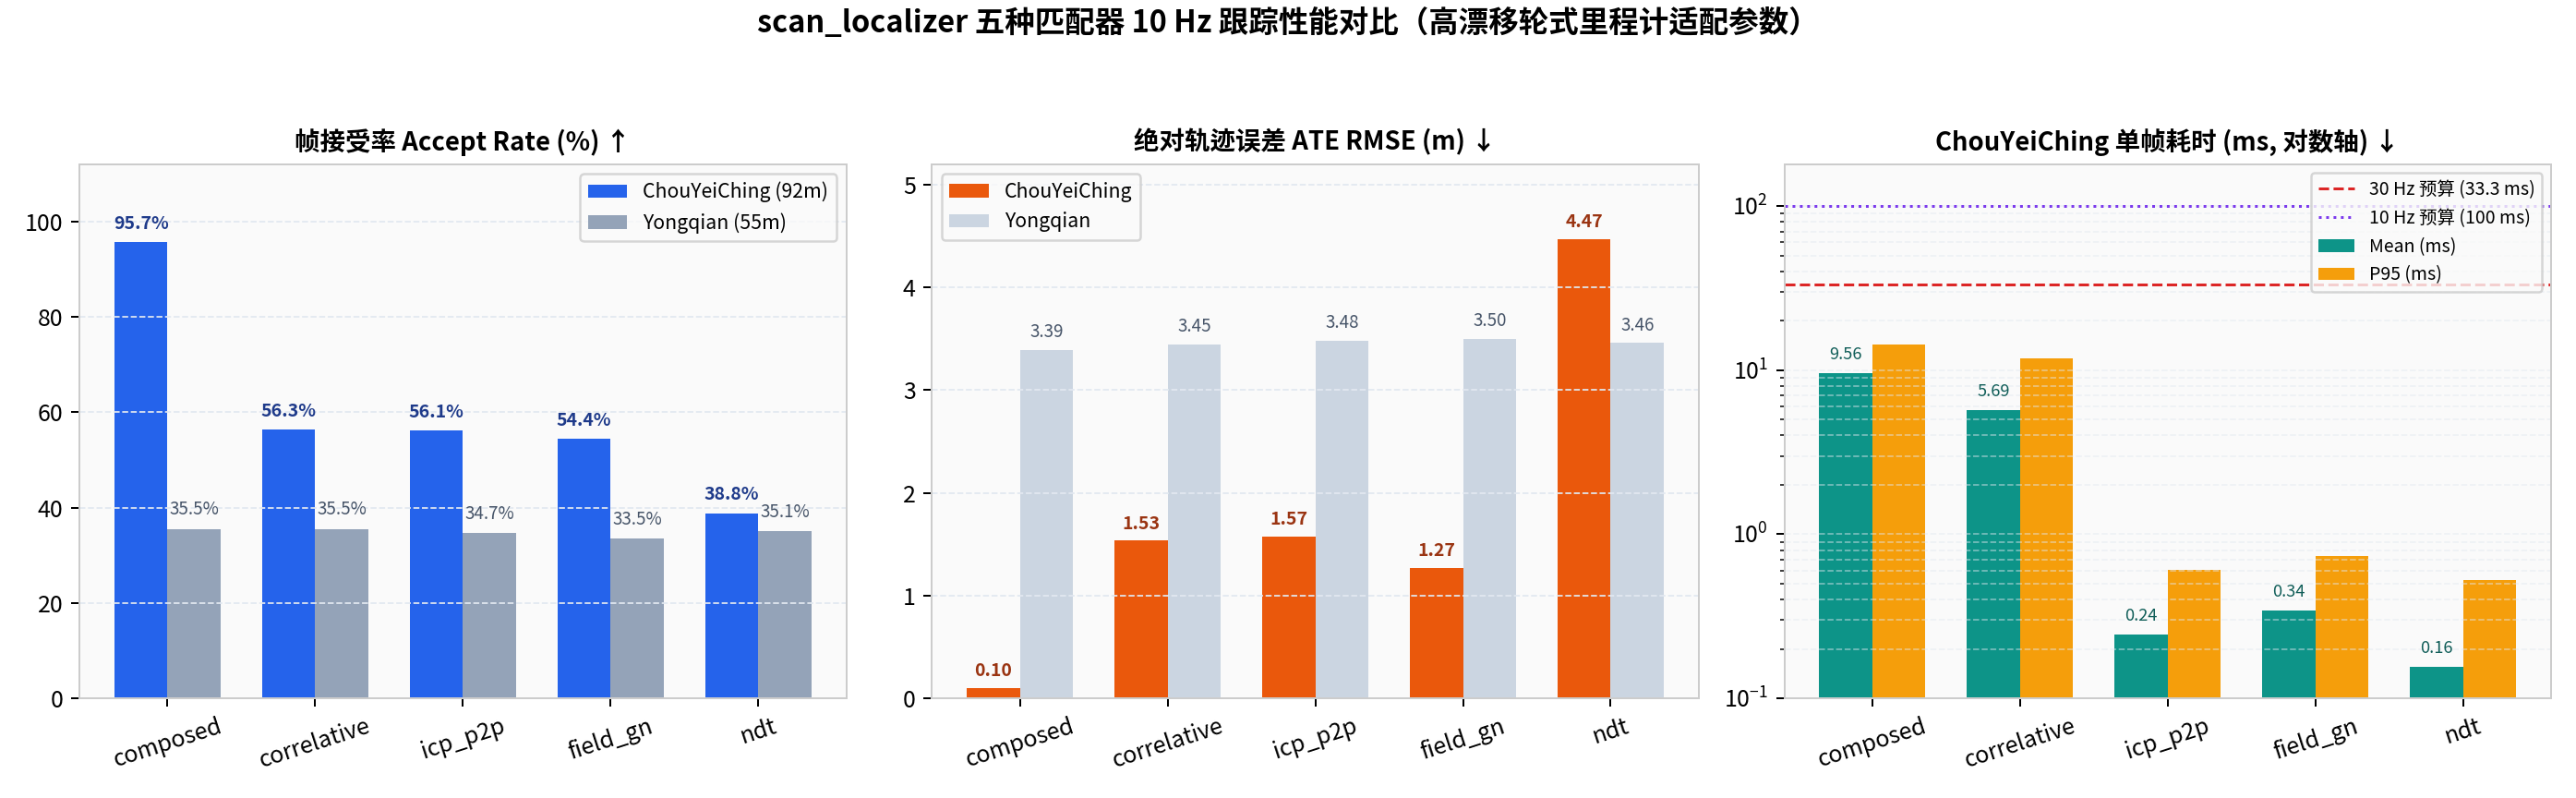 scan_localizer 五种匹配器 10 Hz 跟踪性能对比（高漂移轮式里程计适配参数）
帧接受率 Accept Rate (%) ↑
ChouYeiChing (92m)
Yongqian (55m)
100
80
60
40
20
0
95.7%
35.5%
56.3%
35.5%
56.1%
34.7%
54.4%
33.5%
38.8%
35.1%
composed
correlative
icp_p2p
field_gn
ndt
绝对轨迹误差 ATE RMSE (m) ↓
ChouYeiChing
Yongqian
5
4
3
2
1
0
0.10
3.39
1.53
3.45
1.57
3.48
1.27
3.50
4.47
3.46
composed
correlative
icp_p2p
field_gn
ndt
ChouYeiChing 单帧耗时 (ms, 对数轴) ↓
30 Hz 预算 (33.3 ms)
10 Hz 预算 (100 ms)
Mean (ms)
P95 (ms)
10²
10¹
10⁰
10⁻¹
9.56
5.69
0.24
0.34
0.16
composed
correlative
icp_p2p
field_gn
ndt